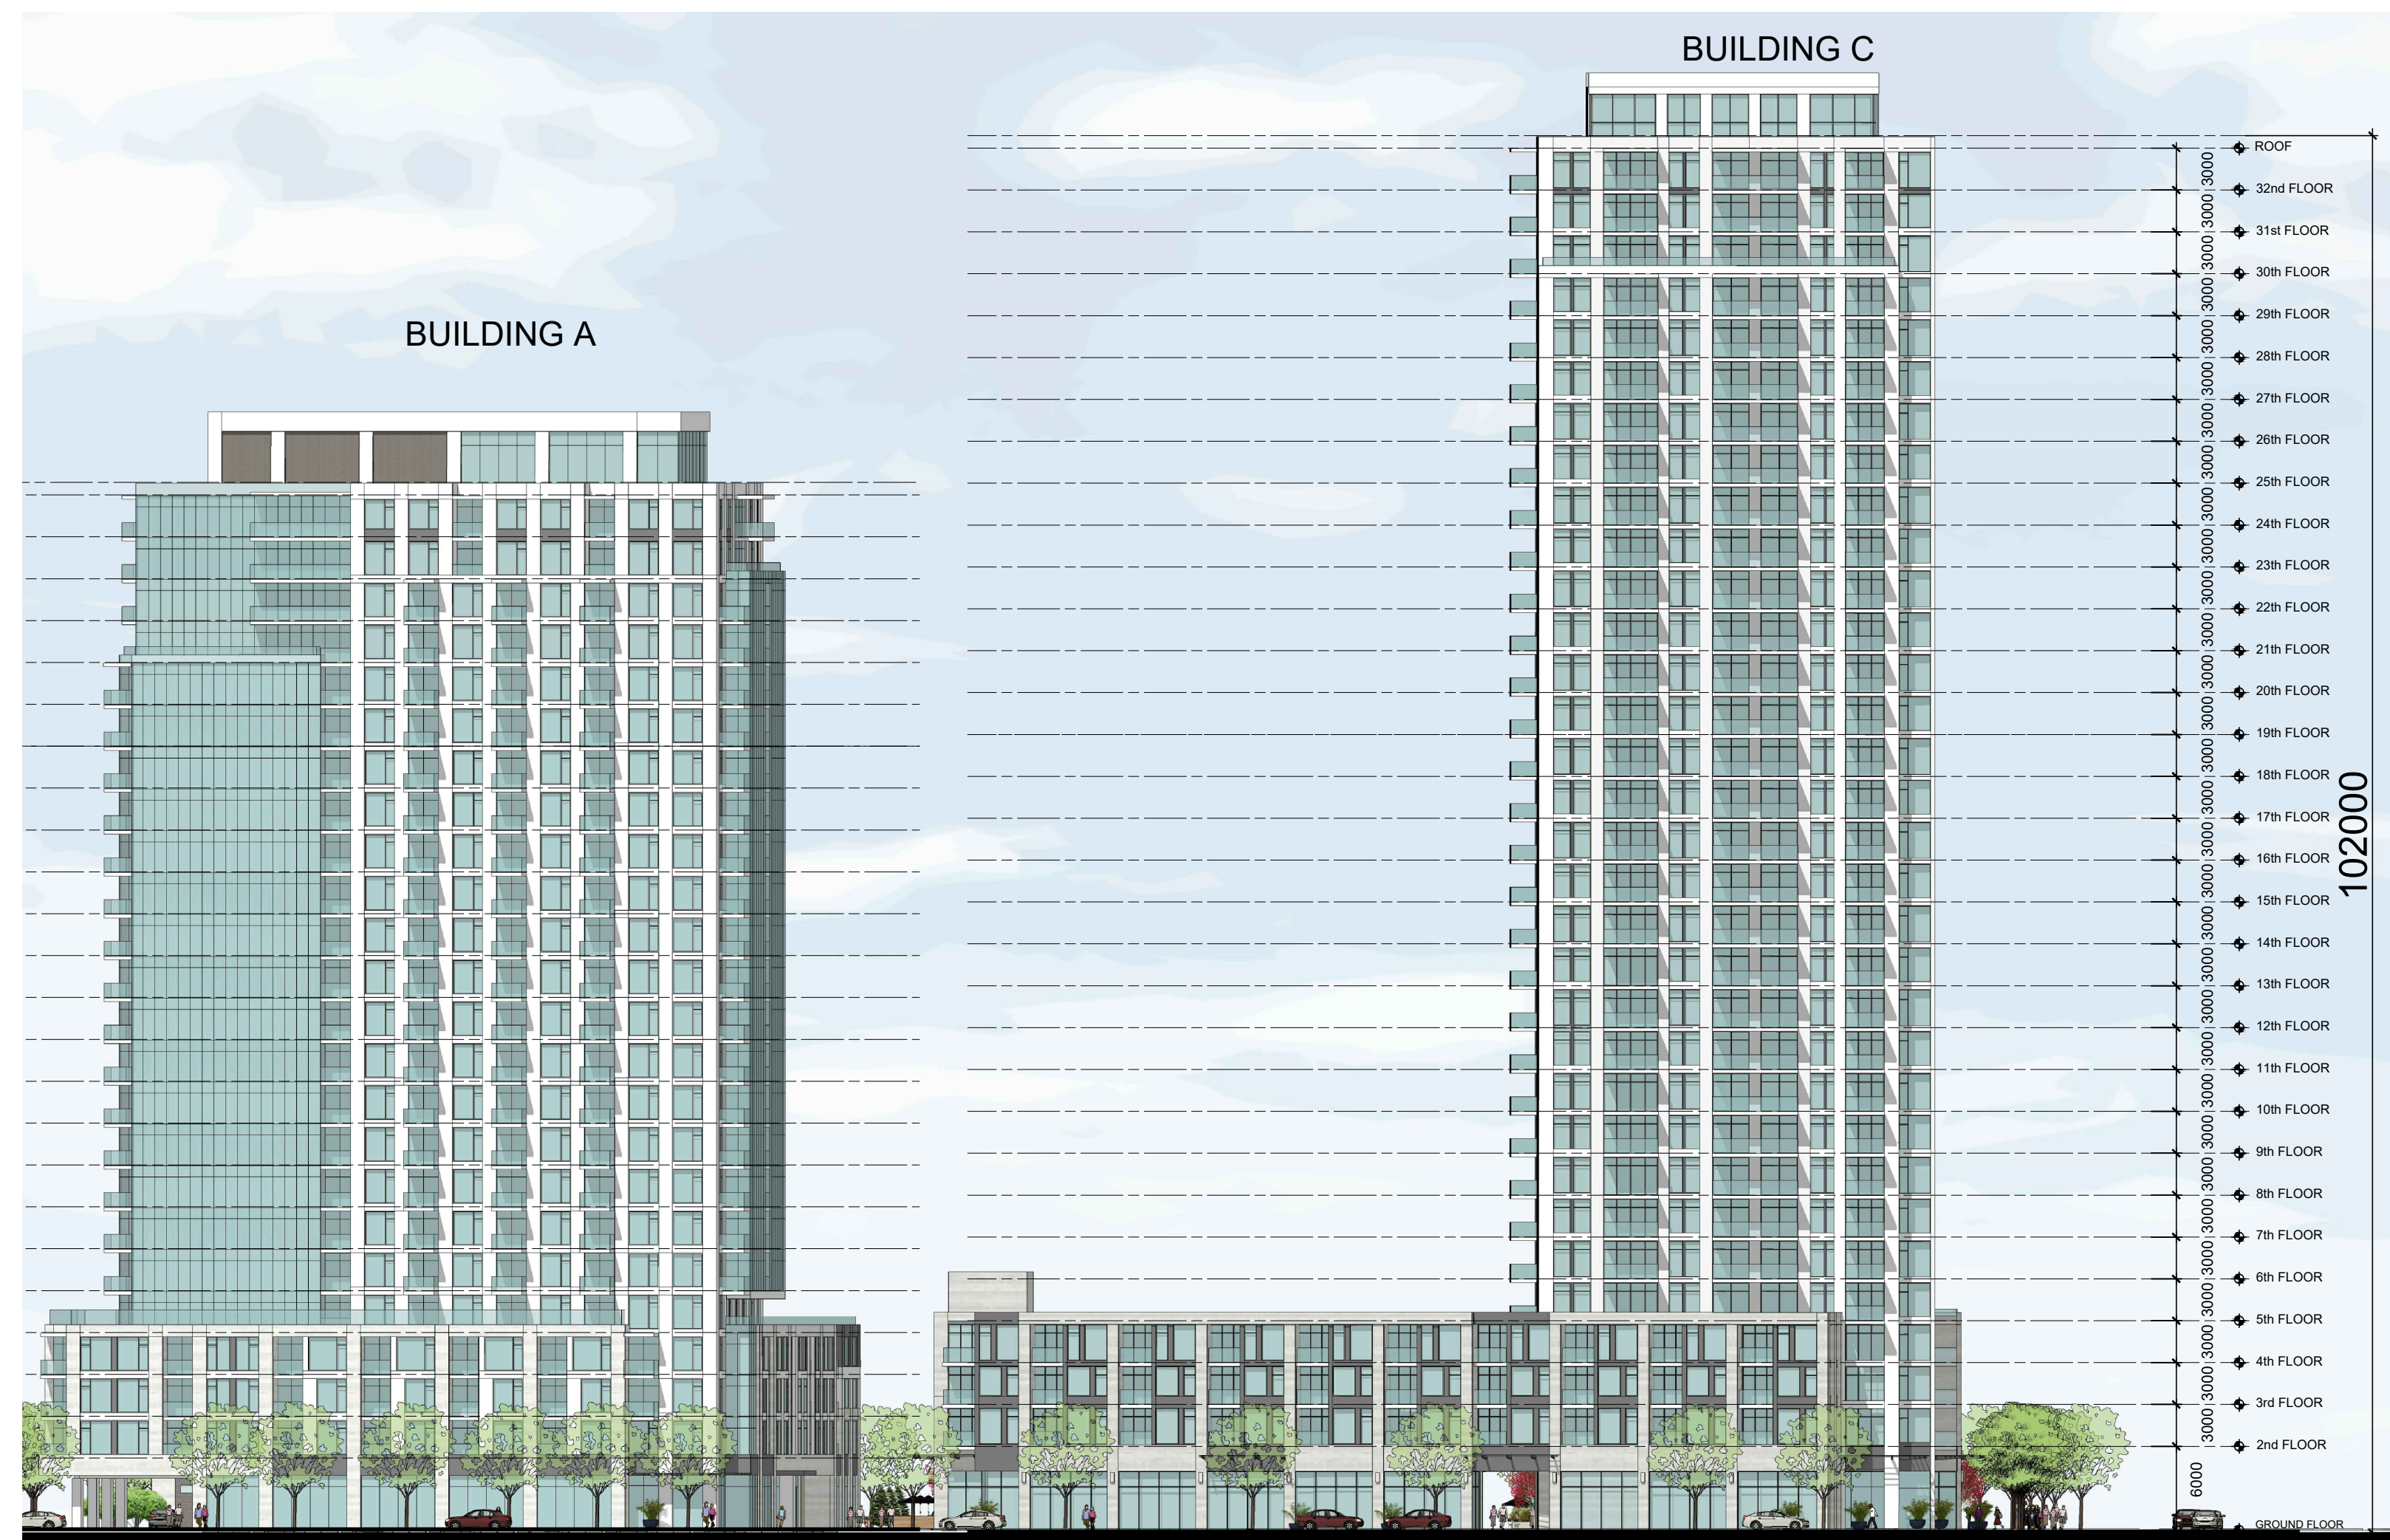 BUILDING C
BUILDING A
ROOF
3000
32nd FLOOR
3000
31st FLOOR
3000
30th FLOOR
3000
29th FLOOR
3000
28th FLOOR
3000
27th FLOOR
3000
26th FLOOR
3000
25th FLOOR
3000
24th FLOOR
3000
23th FLOOR
3000
22th FLOOR
3000
21th FLOOR
3000
20th FLOOR
3000
19th FLOOR
3000
18th FLOOR
3000
17th FLOOR
3000
102000
16th FLOOR
3000
15th FLOOR
3000
14th FLOOR
3000
13th FLOOR
3000
12th FLOOR
3000
11th FLOOR
3000
10th FLOOR
3000
9th FLOOR
3000
8th FLOOR
3000
7th FLOOR
3000
6th FLOOR
3000
5th FLOOR
3000
4th FLOOR
3000
3rd FLOOR
3000
2nd FLOOR
6000
GROUND FLOOR